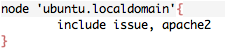 node 'ubuntu.localdomain'{
        include issue, apache2
}